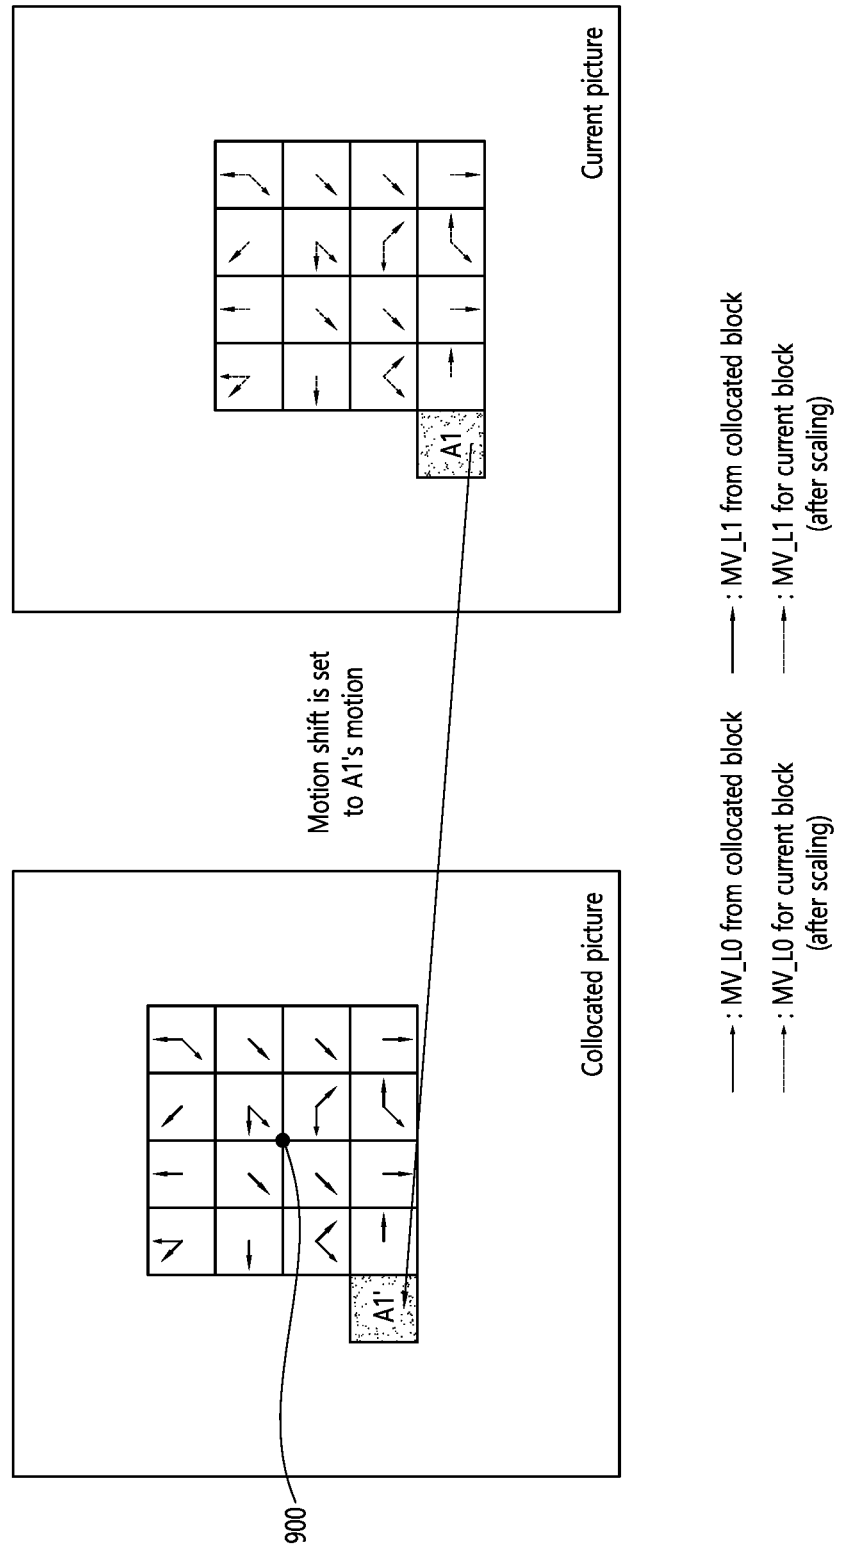 900
A1'
Collocated picture
Motion shift is set
to A1's motion
A1
Current picture
: MV_L0 from collocated block
: MV_L1 from collocated block
: MV_L0 for current block
(after scaling)
: MV_L1 for current block
(after scaling)